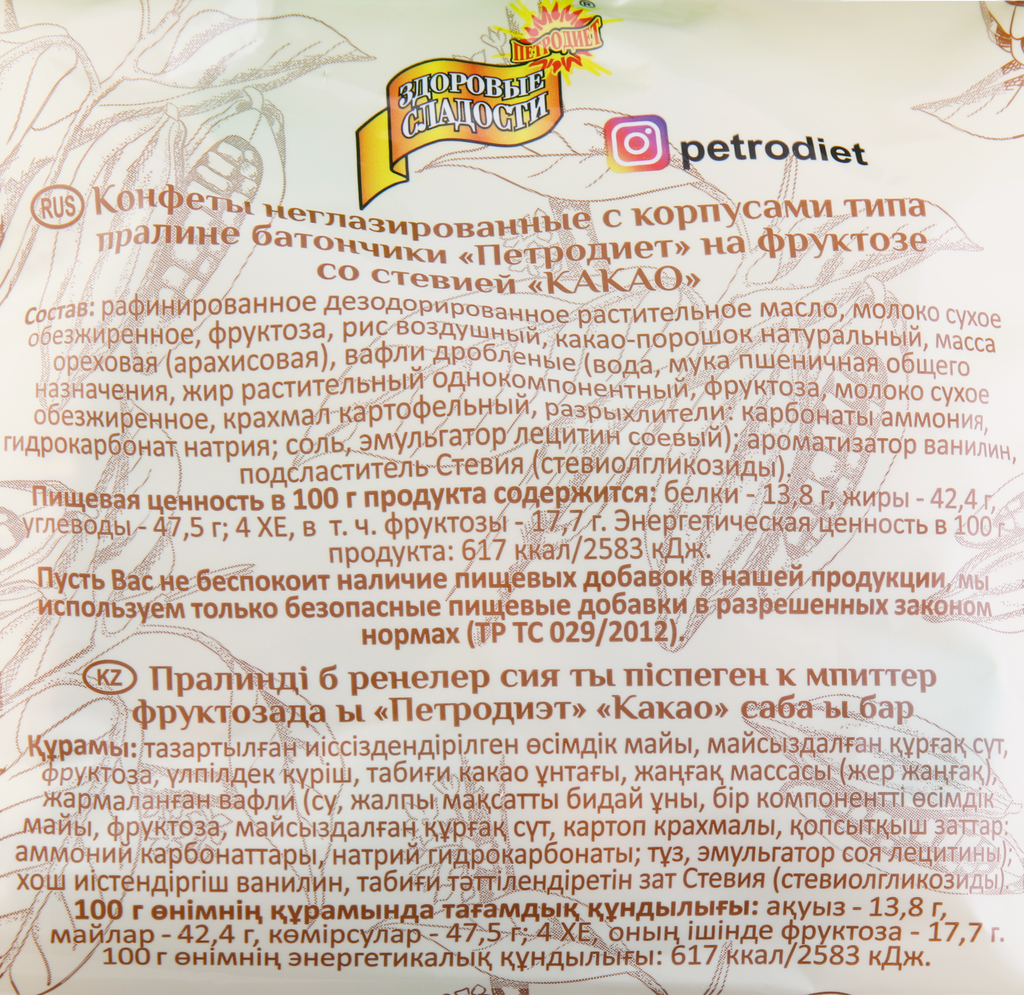 ПЕТРОДИЕТ
ЗДОРОВЫЕ
СЛАДОСТИ
petrodiet
RUS Конфеты неглазированные с корпусами типа
пралине батончики «Петродиет» на фруктозе
со стевией «КАКАО»
Состав: рафинированное дезодорированное растительное масло, молоко сухое
обезжиренное, фруктоза, рис воздушный, какао-порошок натуральный, масса
ореховая (арахисовая), вафли дробленые (вода, мука пшеничная общего
назначения, жир растительный однокомпонентный, фруктоза, молоко сухое
обезжиренное, крахмал картофельный, разрыхлители: карбонаты аммония,
гидрокарбонат натрия; соль, эмульгатор лецитин соевый); ароматизатор ванилин,
подсластитель Стевия (стевиолгликозиды).
Пищевая ценность в 100 г продукта содержится: белки - 13,8 г, жиры - 42,4 г,
углеводы - 47,5 г; 4 ХЕ, в т. ч. фруктозы - 17,7 г. Энергетическая ценность в 100 г
продукта: 617 ккал/2583 кДж.
Пусть Вас не беспокоит наличие пищевых добавок в нашей продукции, мы
используем только безопасные пищевые добавки в разрешенных законом
нормах (ТР ТС 029/2012).
KZ Пралинді б ренелер сия ты піспеген к мпиттер
фруктозада ы «Петродиэт» «Какао» саба ы бар
Құрамы: тазартылған иіссіздендірілген өсімдік майы, майсыздалған құрғақ сүт,
фруктоза, үлпілдек күріш, табиғи какао ұнтағы, жаңғақ массасы (жер жаңғақ),
жармаланған вафли (су, жалпы мақсатты бидай ұны, бір компонентті өсімдік
майы, фруктоза, майсыздалған құрғақ сүт, картоп крахмалы, қопсытқыш заттар:
аммоний карбонаттары, натрий гидрокарбонаты; тұз, эмульгатор соя лецитины);
хош иістендіргіш ванилин, табиғи тәттілендіретін зат Стевия (стевиолгликозиды).
100 г өнімнің құрамында тағамдық құндылығы: ақуыз - 13,8 г,
майлар - 42,4 г, көмірсулар - 47,5 г; 4 ХЕ, оның ішінде фруктоза - 17,7 г.
100 г өнімнің энергетикалық құндылығы: 617 ккал/2583 кДж.